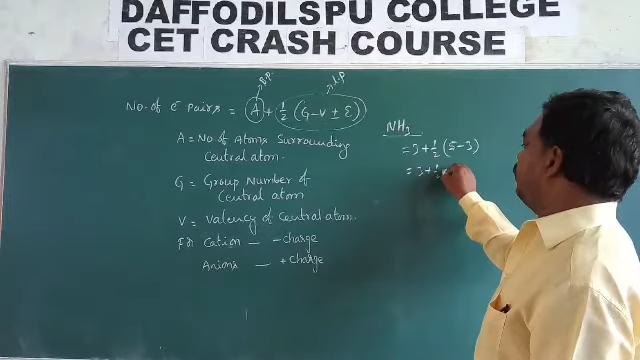 DAFFODILSPU COLLEGE
CET CRASH COURSE
B.P. L.P
No. of e⁻ Pairs = A + 1/2 (G - V ± E)
A = No of Atoms Surrounding
Central atom.
G = Group Number of
Central atom
V = Valency of Central atom.
For Cation — - charge
Anions — + charge
NH3
= 3 + 1/2 (5 - 3)
= 3 + 1/2